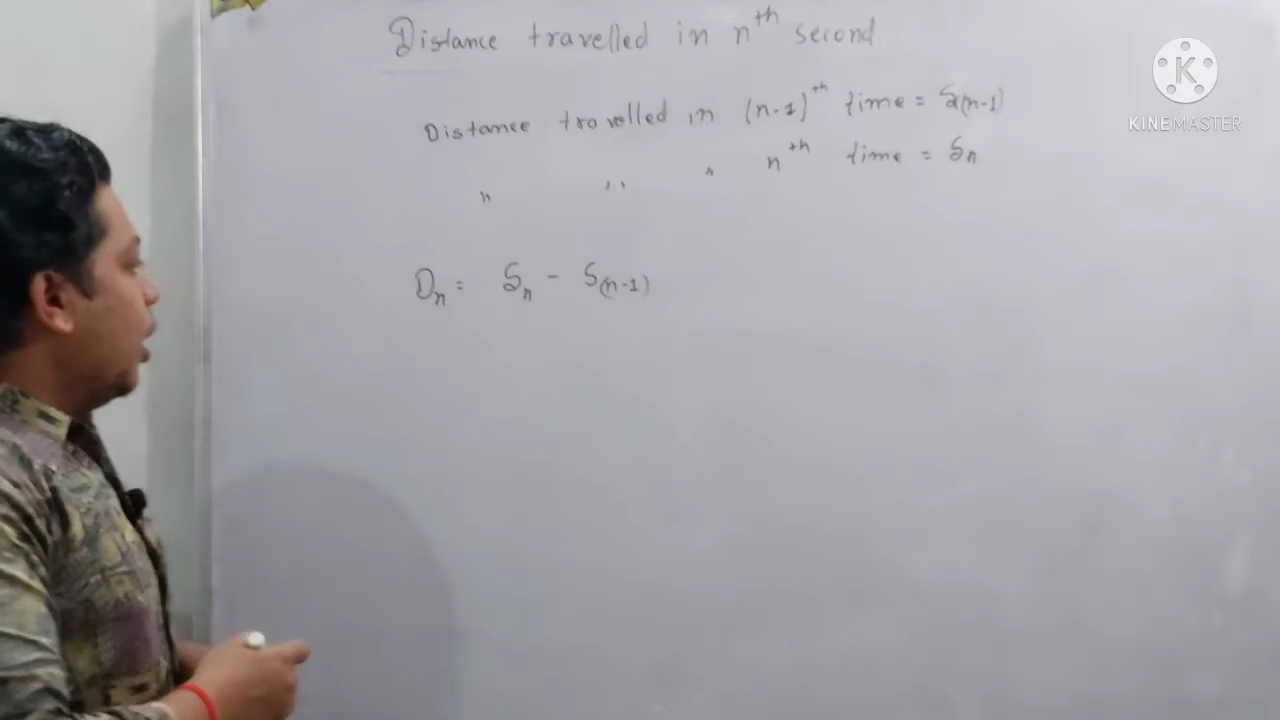 Distance travelled in nth second
Distance travelled in (n-1)th time = S(n-1)
" " " nth time = Sn
Dn = Sn - S(n-1)
K
KINEMASTER